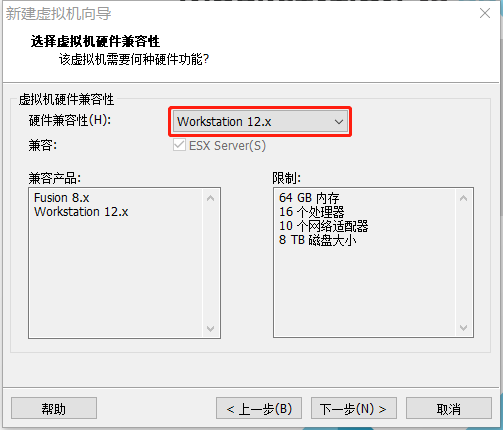 新建虚拟机向导
选择虚拟机硬件兼容性
该虚拟机需要何种硬件功能?
虚拟机硬件兼容性
硬件兼容性(H):
Workstation 12.x
兼容:
ESX Server(S)
兼容产品:
Fusion 8.x
Workstation 12.x
限制:
64 GB 内存
16 个处理器
10 个网络适配器
8 TB 磁盘大小
帮助
< 上一步(B)
下一步(N) >
取消